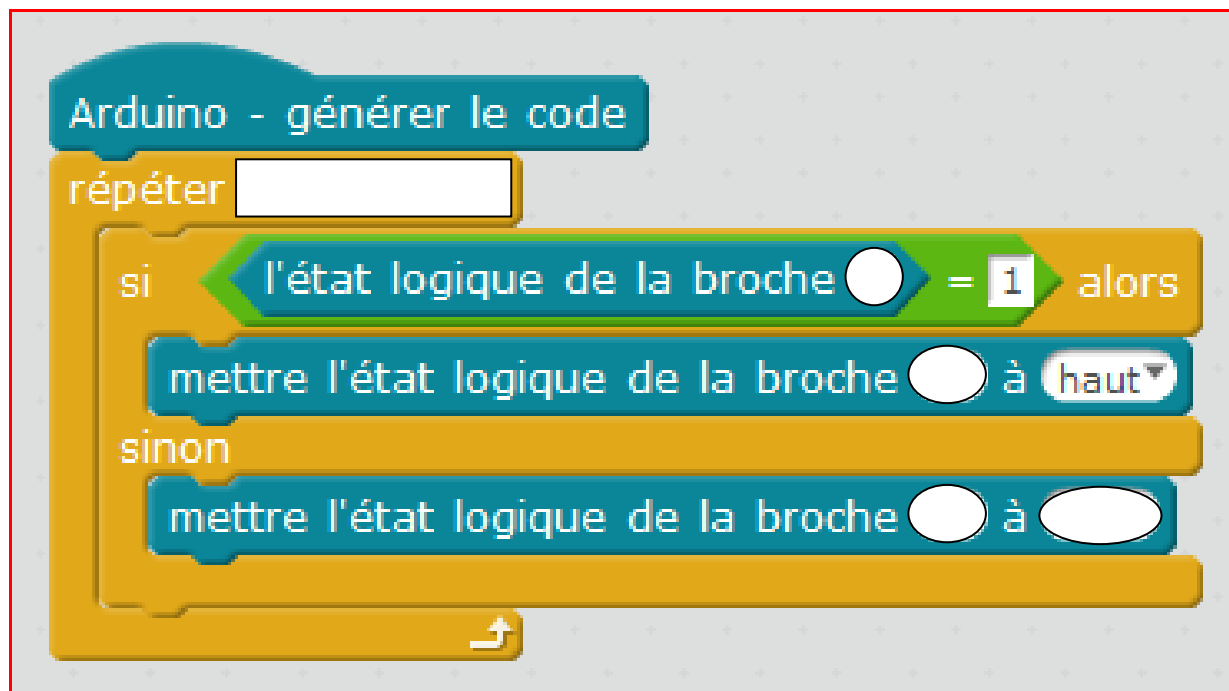 Arduino - générer le code
répéter
si l'état logique de la broche = 1 alors
mettre l'état logique de la broche à haut
sinon
mettre l'état logique de la broche à